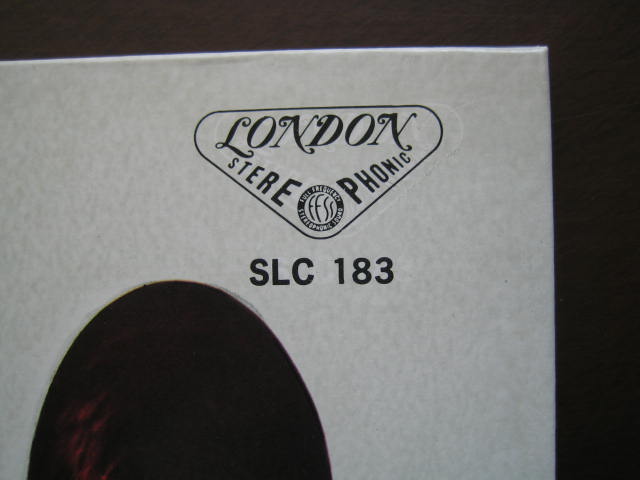 LONDON
STEREOPHONIC
FULL FREQUENCY
FFSS
STEREOPHONIC SOUND
SLC 183